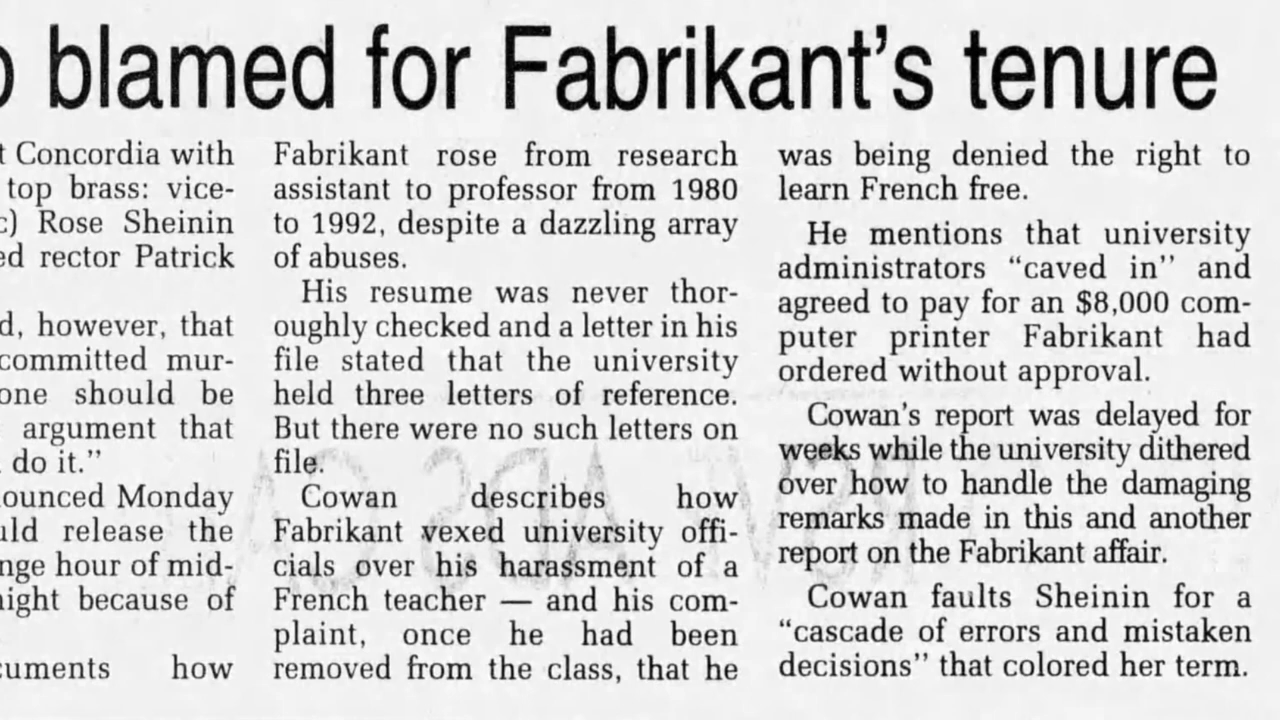 blamed for Fabrikant's tenure
Concordia with
top brass: vice-
Rose Sheinin
rector Patrick
however, that
committed mur-
one should be
argument that
do it."
Monday
release the
hour of mid-
because of
how
Fabrikant rose from research
assistant to professor from 1980
to 1992, despite a dazzling array
of abuses.
His resume was never thor-
oughly checked and a letter in his
file stated that the university
held three letters of reference.
But there were no such letters on
file.
Cowan describes how
Fabrikant vexed university offi-
cials over his harassment of a
French teacher — and his com-
plaint, once he had been
removed from the class, that he
was being denied the right to
learn French free.
He mentions that university
administrators "caved in" and
agreed to pay for an $8,000 com-
puter printer Fabrikant had
ordered without approval.
Cowan's report was delayed for
weeks while the university dithered
over how to handle the damaging
remarks made in this and another
report on the Fabrikant affair.
Cowan faults Sheinin for a
"cascade of errors and mistaken
decisions" that colored her term.